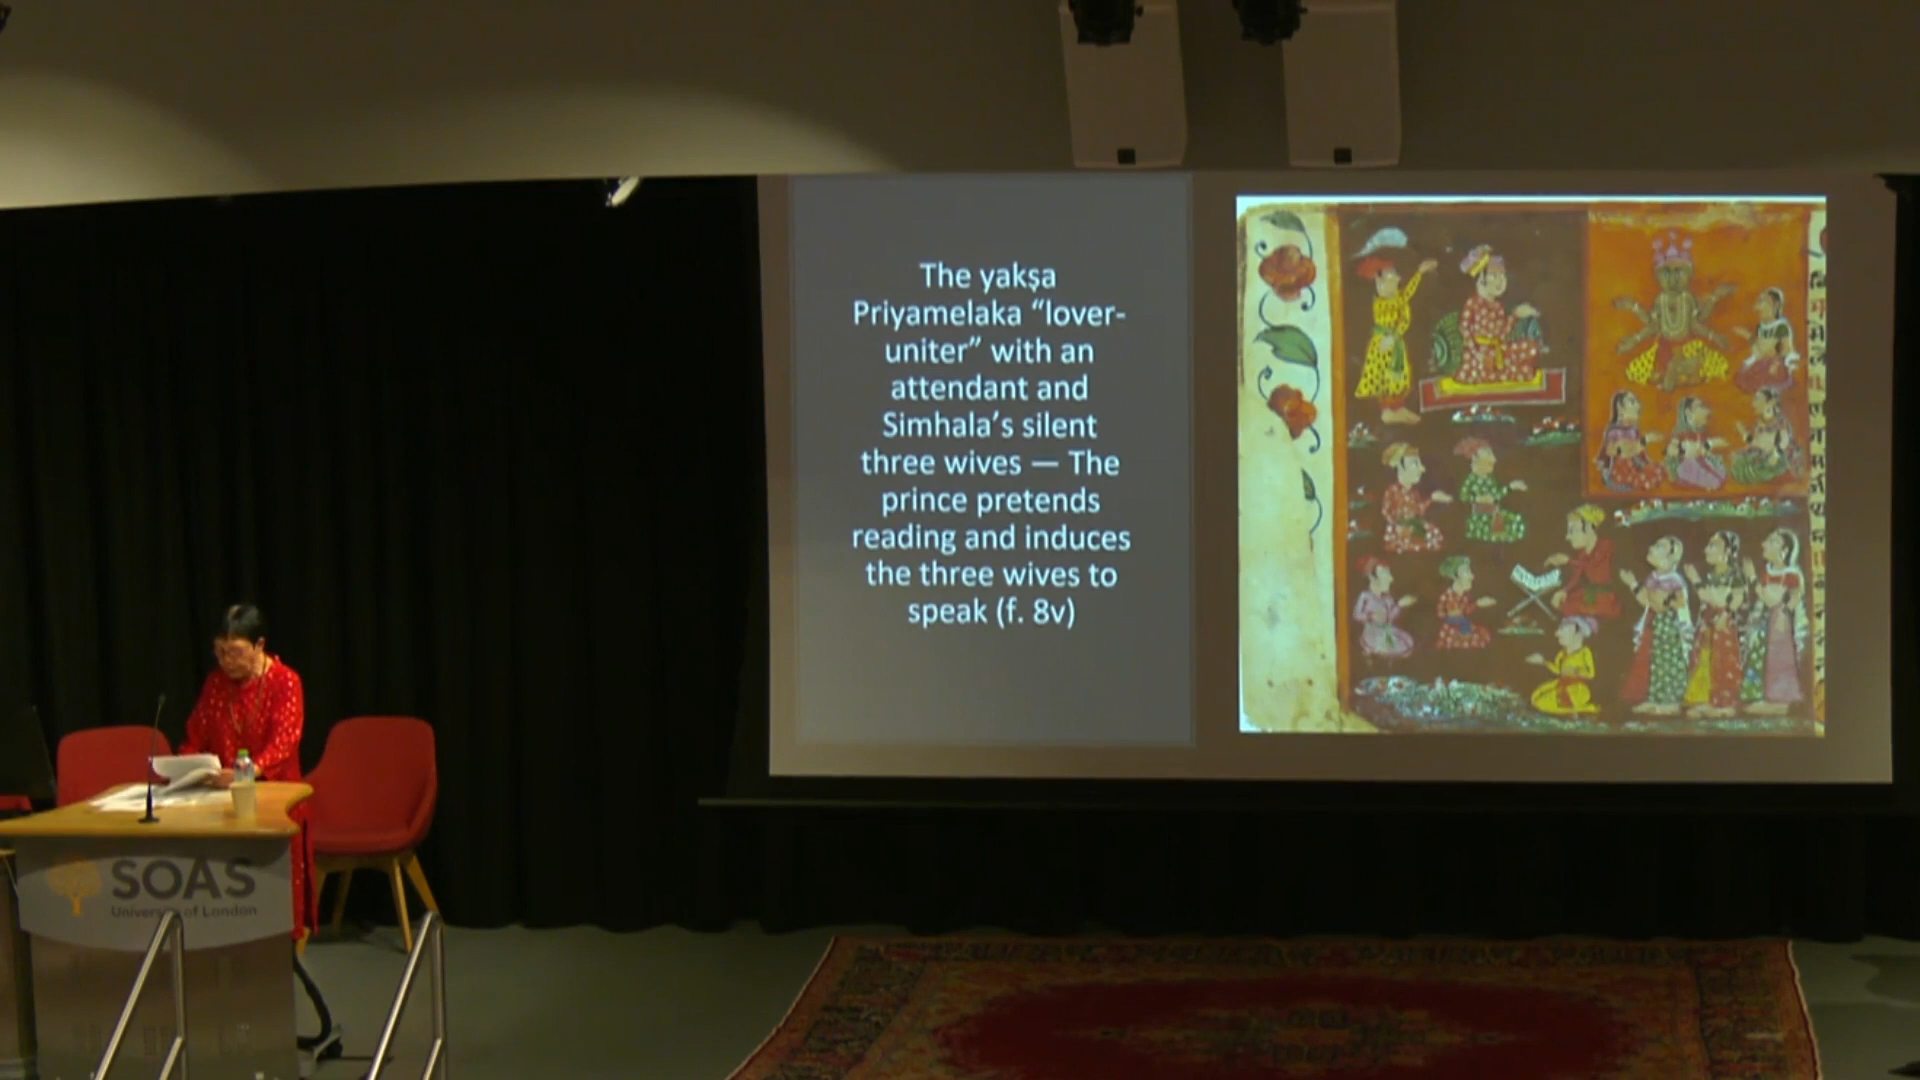 The yakṣa
Priyamelaka “lover-
uniter” with an
attendant and
Simhala’s silent
three wives — The
prince pretends
reading and induces
the three wives to
speak (f. 8v)
SOAS
University of London